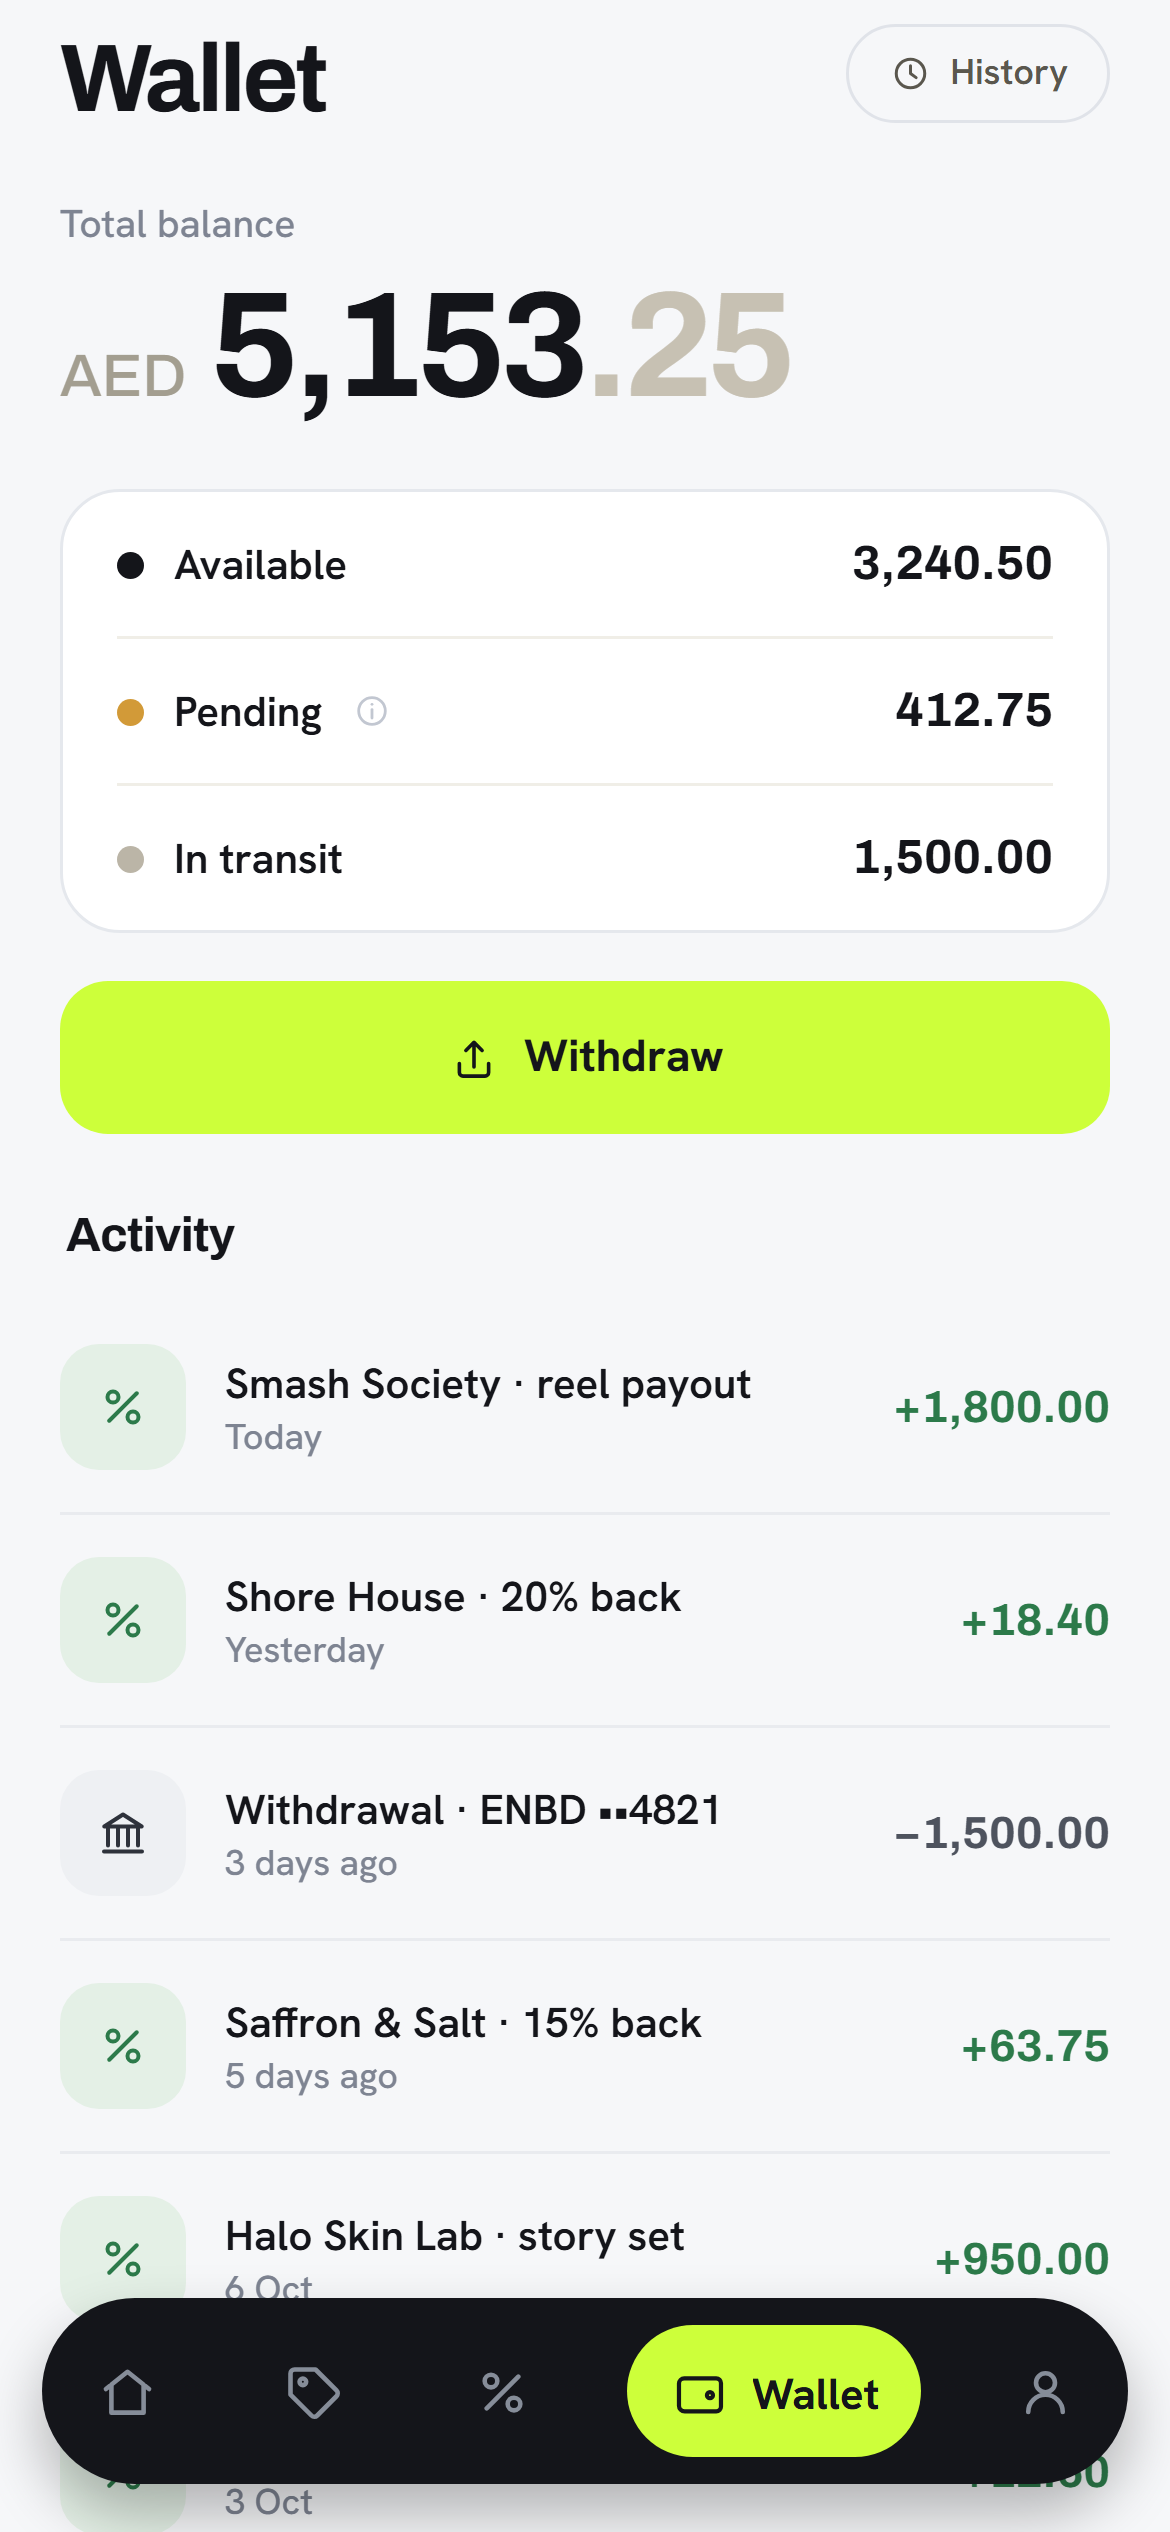 Wallet
History
Total balance
AED 5,153.25
Available 3,240.50
Pending 412.75
In transit 1,500.00
Withdraw
Activity
Smash Society · reel payout
Today
+1,800.00
Shore House · 20% back
Yesterday
+18.40
Withdrawal · ENBD ▪▪4821
3 days ago
−1,500.00
Saffron & Salt · 15% back
5 days ago
+63.75
Halo Skin Lab · story set
6 Oct
+950.00
Wallet
3 Oct